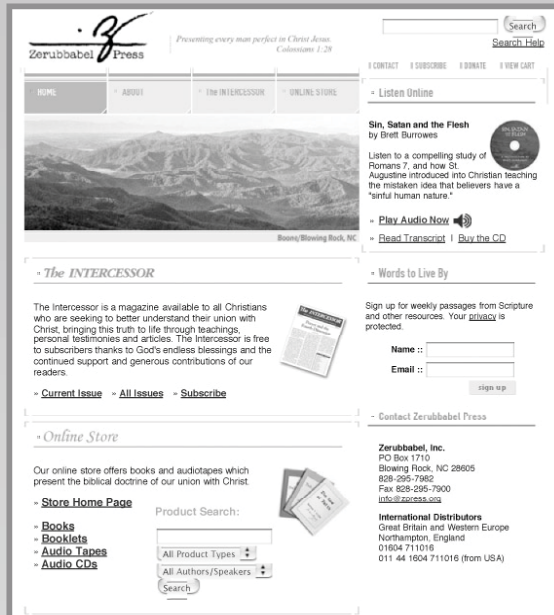 Zerubbabel Press
Presenting every man perfect in Christ Jesus.
Colossians 1:28
Search
Search Help
CONTACT SUBSCRIBE DONATE VIEW CART
HOME ABOUT The INTERCESSOR ONLINE STORE
Boone/Blowing Rock, NC
Listen Online
Sin, Satan and the Flesh
by Brett Burrowes
Listen to a compelling study of
Romans 7, and how St.
Augustine introduced into Christian teaching
the mistaken idea that believers have a
"sinful human nature."
» Play Audio Now
» Read Transcript | Buy the CD
The INTERCESSOR
The Intercessor is a magazine available to all Christians
who are seeking to better understand their union with
Christ, bringing this truth to life through teachings,
personal testimonies and articles. The Intercessor is free
to subscribers thanks to God's endless blessings and the
continued support and generous contributions of our
readers.
» Current Issue » All Issues » Subscribe
Words to Live By
Sign up for weekly passages from Scripture
and other resources. Your privacy is
protected.
Name ::
Email ::
sign up
Online Store
Our online store offers books and audiotapes which
present the biblical doctrine of our union with Christ.
» Store Home Page
» Books
» Booklets
» Audio Tapes
» Audio CDs
Product Search:
All Product Types
All Authors/Speakers
Search
Contact Zerubbabel Press
Zerubbabel, Inc.
PO Box 1710
Blowing Rock, NC 28605
828-295-7982
Fax 828-295-7900
info@zpress.org
International Distributors
Great Britain and Western Europe
Northampton, England
01604 711016
011 44 1604 711016 (from USA)